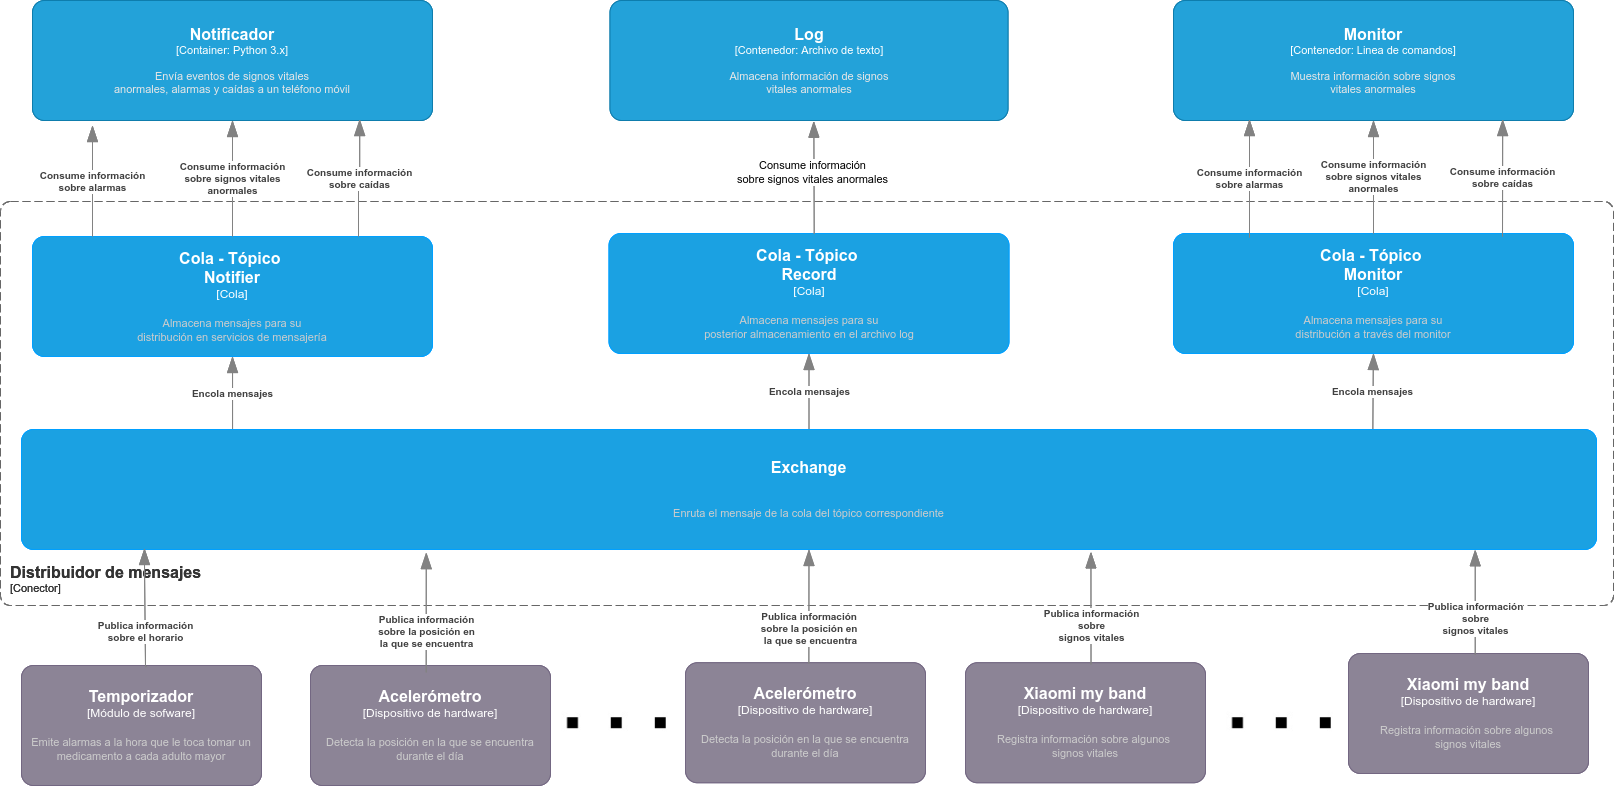 Notificador
[Container: Python 3.x]
Envía eventos de signos vitales
anormales, alarmas y caídas a un teléfono móvil
Log
[Contenedor: Archivo de texto]
Almacena información de signos
vitales anormales
Monitor
[Contenedor: Linea de comandos]
Muestra información sobre signos
vitales anormales
Consume información
sobre alarmas
Consume información
sobre signos vitales
anormales
Consume información
sobre caídas
Consume información
sobre signos vitales anormales
Consume información
sobre alarmas
Consume información
sobre signos vitales
anormales
Consume información
sobre caídas
Cola - Tópico
Notifier
[Cola]
Almacena mensajes para su
distribución en servicios de mensajería
Cola - Tópico
Record
[Cola]
Almacena mensajes para su
posterior almacenamiento en el archivo log
Cola - Tópico
Monitor
[Cola]
Almacena mensajes para su
distribución a través del monitor
Encola mensajes
Encola mensajes
Encola mensajes
Exchange
Enruta el mensaje de la cola del tópico correspondiente
Distribuidor de mensajes
[Conector]
Publica información
sobre el horario
Publica información
sobre la posición en
la que se encuentra
Publica información
sobre la posición en
la que se encuentra
Publica información
sobre
signos vitales
Publica información
sobre
signos vitales
Temporizador
[Módulo de sofware]
Emite alarmas a la hora que le toca tomar un
medicamento a cada adulto mayor
Acelerómetro
[Dispositivo de hardware]
Detecta la posición en la que se encuentra
durante el día
Acelerómetro
[Dispositivo de hardware]
Detecta la posición en la que se encuentra
durante el día
Xiaomi my band
[Dispositivo de hardware]
Registra información sobre algunos
signos vitales
Xiaomi my band
[Dispositivo de hardware]
Registra información sobre algunos
signos vitales